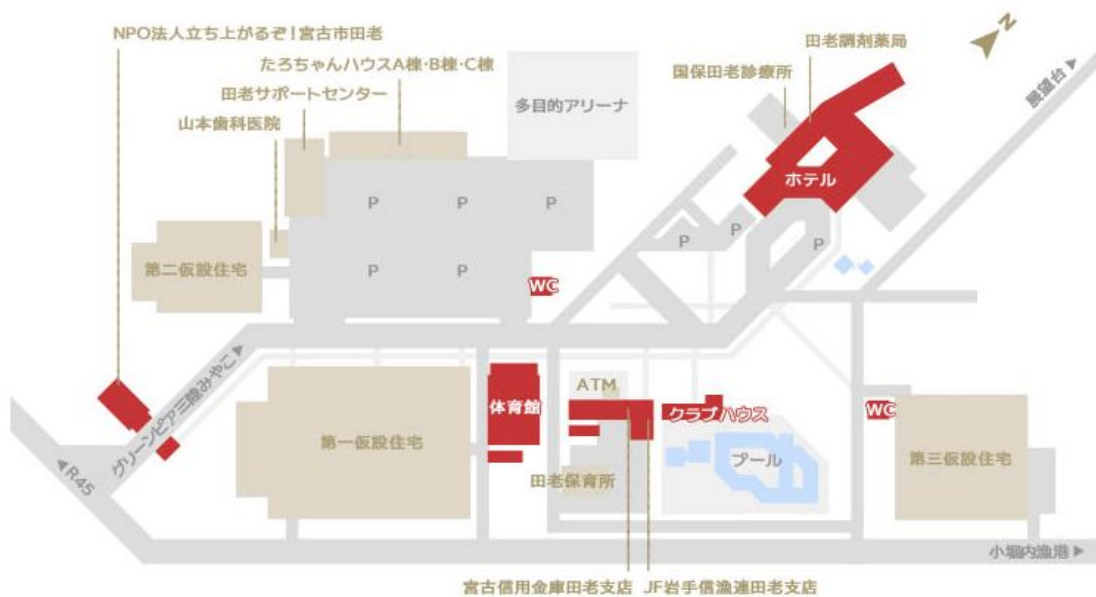 NPO法人立ち上がるぞ!宮古市田老
たろちゃんハウスA棟・B棟・C棟
田老サポートセンター
山本歯科医院
多目的アリーナ
田老調剤薬局
国保田老診療所
N
展望台▶
ホテル
P
P
P
P
P
P
P
P
第二仮設住宅
WC
グリーンピア三陸みやこ▶
◀R45
第一仮設住宅
体育館
ATM
クラブハウス
プール
田老保育所
WC
第三仮設住宅
小堀内漁港▶
宮古信用金庫田老支店
JF岩手信漁連田老支店